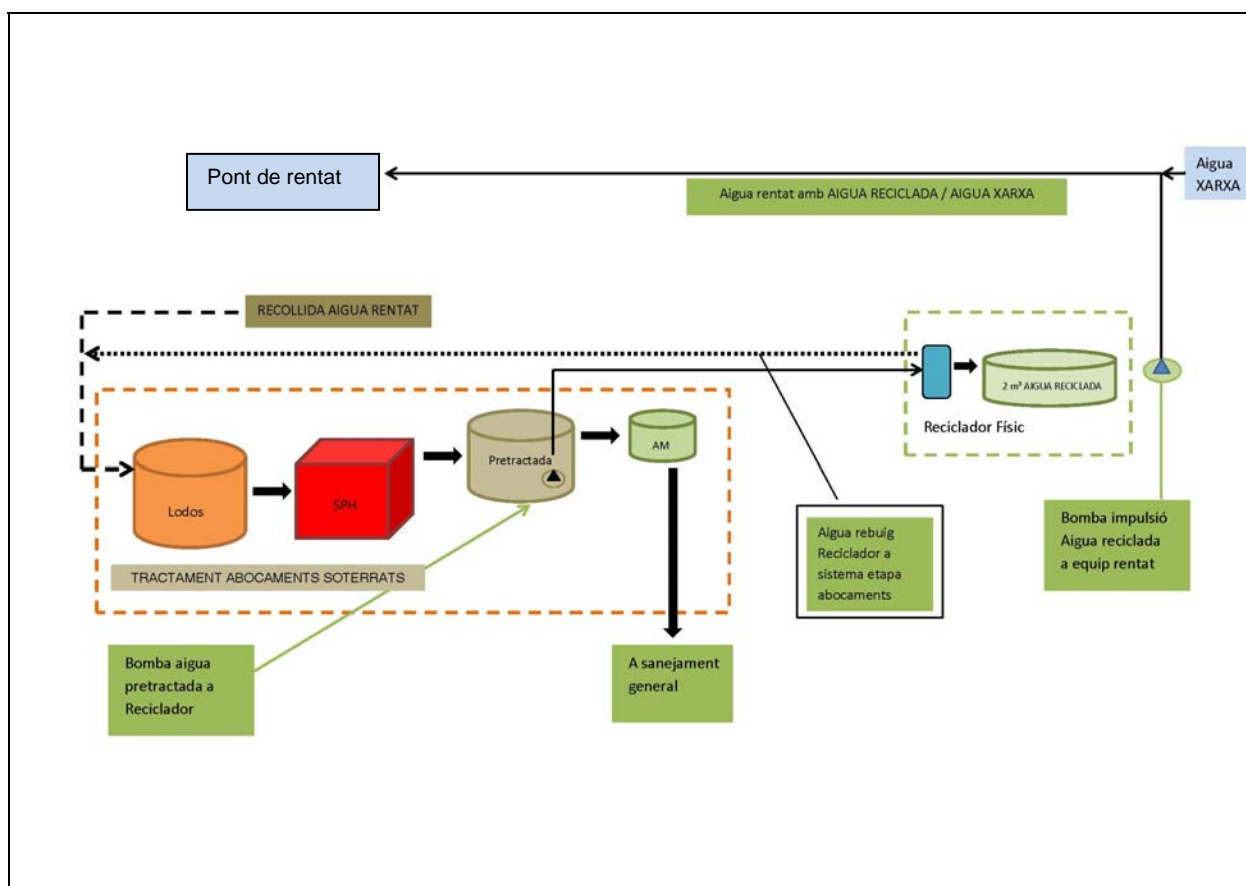 Pont de rentat
Aigua
XARXA
Aigua rentat amb AIGUA RECICLADA / AIGUA XARXA
RECOLLIDA AIGUA RENTAT
2 m³ AIGUA RECICLADA
Reciclador Físic
Lodos
SPH
Pretractada
AM
TRACTAMENT ABOCAMENTS SOTERRATS
Aigua rebuig
Reciclador a
sistema etapa
abocaments
Bomba impulsió
Aigua reciclada
a equip rentat
Bomba aigua
pretractada a
Reciclador
A sanejament
general